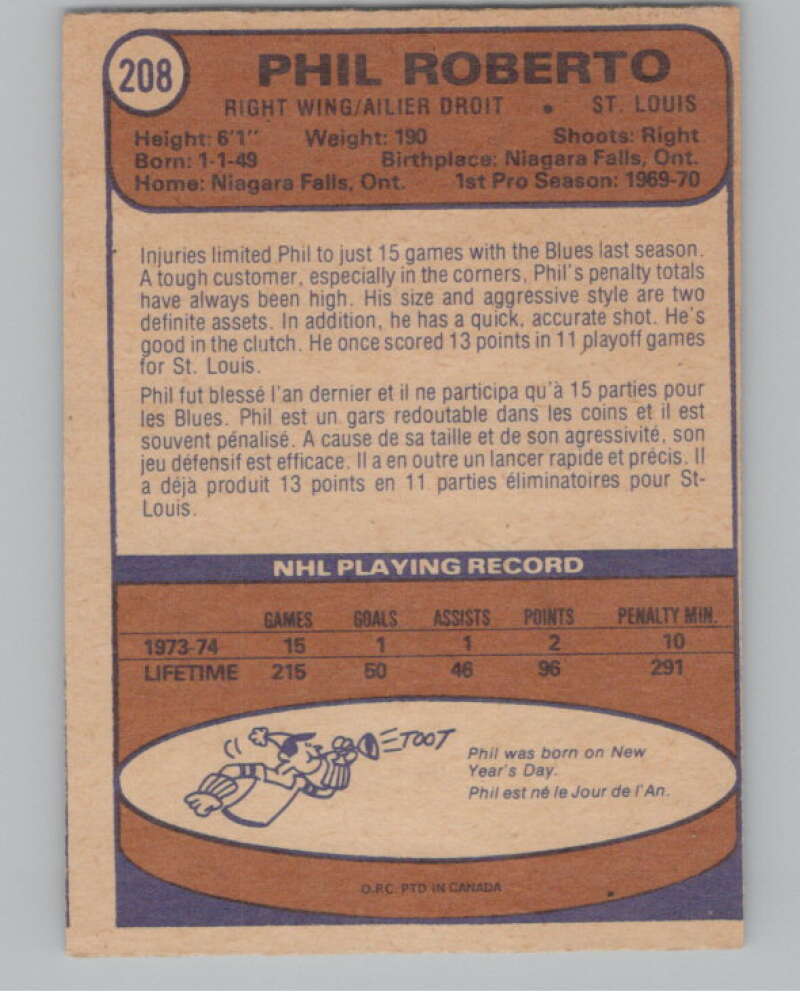 208
PHIL ROBERTO
RIGHT WING/AILIER DROIT • ST. LOUIS
Height: 6'1" Weight: 190 Shoots: Right
Born: 1-1-49 Birthplace: Niagara Falls, Ont.
Home: Niagara Falls, Ont. 1st Pro Season: 1969-70
Injuries limited Phil to just 15 games with the Blues last season.
A tough customer, especially in the corners, Phil's penalty totals
have always been high. His size and aggressive style are two
definite assets. In addition, he has a quick, accurate shot. He's
good in the clutch. He once scored 13 points in 11 playoff games
for St. Louis.
Phil fut blessé l'an dernier et il ne participa qu'à 15 parties pour
les Blues. Phil est un gars redoutable dans les coins et il est
souvent pénalisé. A cause de sa taille et de son agressivité, son
jeu défensif est efficace. Il a en outre un lancer rapide et précis. Il
a déjà produit 13 points en 11 parties éliminatoires pour St-
Louis.
NHL PLAYING RECORD
GAMES GOALS ASSISTS POINTS PENALTY MIN.
1973-74 15 1 1 2 10
LIFETIME 215 50 46 96 291
TOOT
Phil was born on New
Year's Day.
Phil est né le Jour de l'An.
O.P.C. PTD IN CANADA